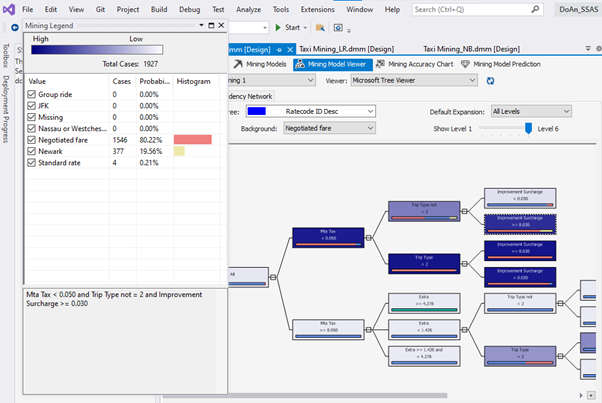 File Edit View Git Project Build Debug Test Analyze Tools Extensions Window Help Search (Ctrl+Q) DoAn_SSAS
Mining Legend
Start
High Low
Total Cases: 1927
dmm [Design] Taxi Mining_LR.dmm [Design] Taxi Mining_NB.dmm [Design]
Mining Models Mining Model Viewer Mining Accuracy Chart Mining Model Prediction
ning 1 Viewer: Microsoft Tree Viewer
dency Network
ree: Ratecode ID Desc Default Expansion: All Levels
Background: Negotiated fare Show Level 1 Level 6
Toolbox
Deployment Progress
Value Cases Probabi... Histogram
Group ride 0 0.00%
JFK 0 0.00%
Missing 0 0.00%
Nassau or Westches... 0 0.00%
Negotiated fare 1546 80.22%
Newark 377 19.56%
Standard rate 4 0.21%
Mta Tax < 0.050 and Trip Type not = 2 and Improvement
Surcharge >= 0.030
All
Mta Tax
< 0.050
Mta Tax
>= 0.050
Trip Type not
= 2
Trip Type
= 2
Extra
>= 4.278
Extra
< 1.426
Extra >= 1.426 and
< 4.278
Improvement Surcharge
< 0.030
Improvement Surcharge
>= 0.030
Improvement Surcharge
>= 0.030
Improvement Surcharge
< 0.030
Trip Type not
= 2
Trip Type
= 2